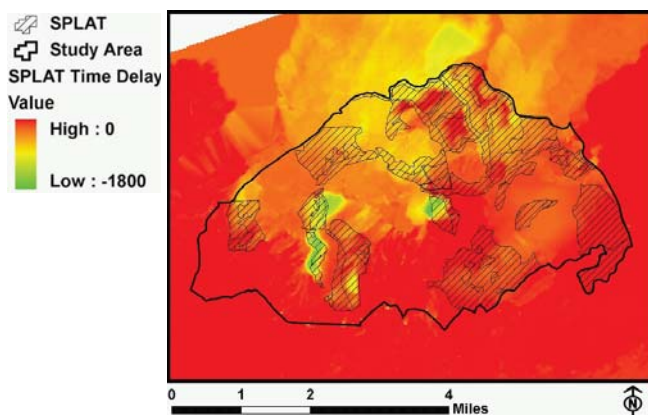 SPLAT
Study Area
SPLAT Time Delay
Value
High : 0
Low : -1800
0 1 2 4
Miles
N